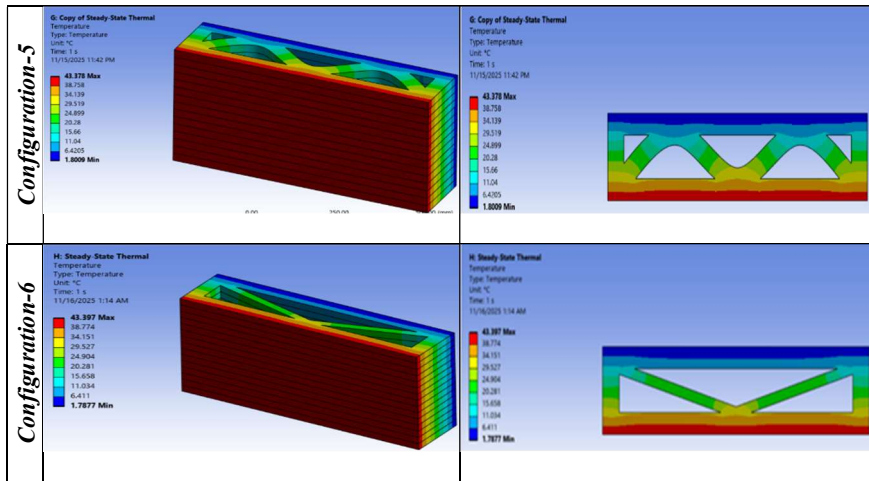 Configuration-5
G: Copy of Steady-State Thermal
Temperature
Type: Temperature
Unit: °C
Time: 1 s
11/15/2025 11:42 PM
43.378 Max
38.758
34.139
29.519
24.899
20.28
15.66
11.04
6.4205
1.8009 Min
0.00
G: Copy of Steady-State Thermal
Temperature
Type: Temperature
Unit: °C
Time: 1 s
11/15/2025 11:42 PM
43.378 Max
38.758
34.139
29.519
24.899
20.28
15.66
11.04
6.4205
1.8009 Min
Configuration-6
H: Steady-State Thermal
Temperature
Type: Temperature
Unit: °C
Time: 1 s
11/16/2025 1:14 AM
43.397 Max
38.774
34.151
29.527
24.904
20.281
15.658
11.034
6.411
1.7877 Min
H: Steady-State Thermal
Temperature
Type: Temperature
Unit: °C
Time: 1 s
11/16/2025 1:14 AM
43.397 Max
38.774
34.151
29.527
24.904
20.281
15.658
11.034
6.411
1.7877 Min